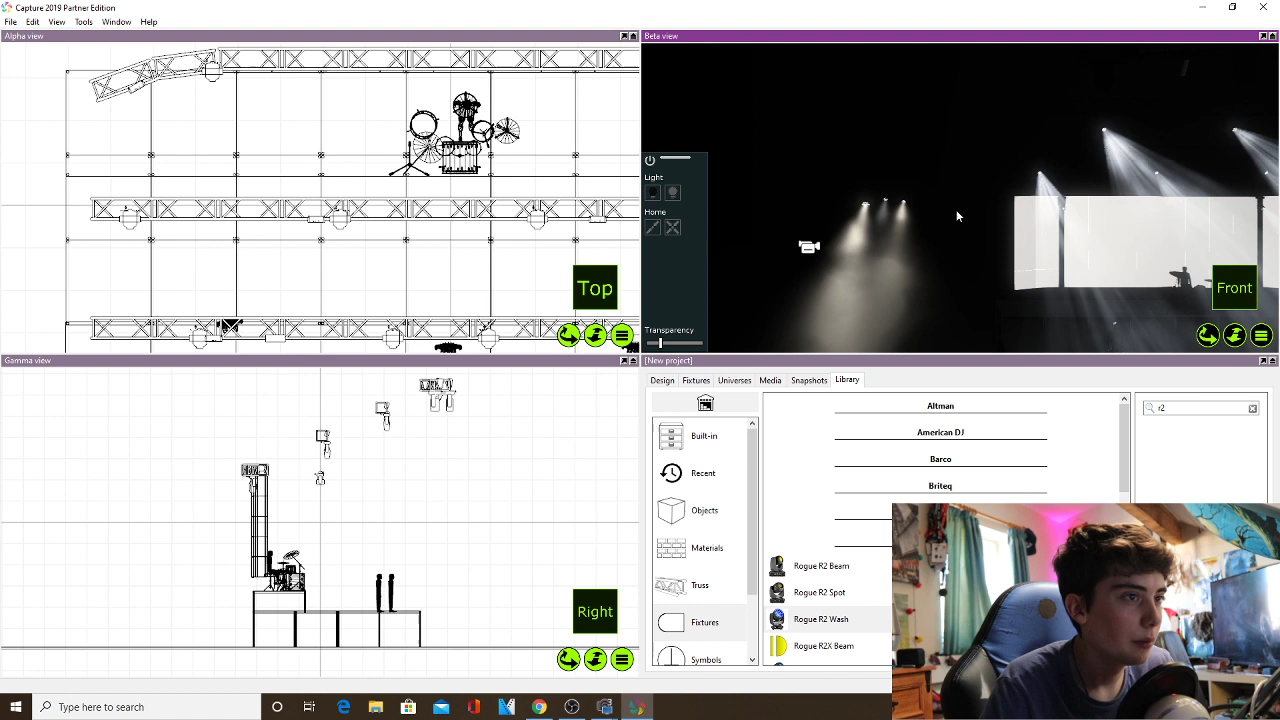 Capture 2019 Partner Edition
File Edit View Tools Window Help
Alpha view
Beta view
Light
Home
Transparency
Top
Front
Gamma view
Right
[New project]
Design Fixtures Universes Media Snapshots Library
Built-in
Recent
Objects
Materials
Truss
Fixtures
Symbols
Altman
American DJ
Barco
Briteq
Rogue R2 Beam
Rogue R2 Spot
Rogue R2 Wash
Rogue R2X Beam
r2
Type here to search